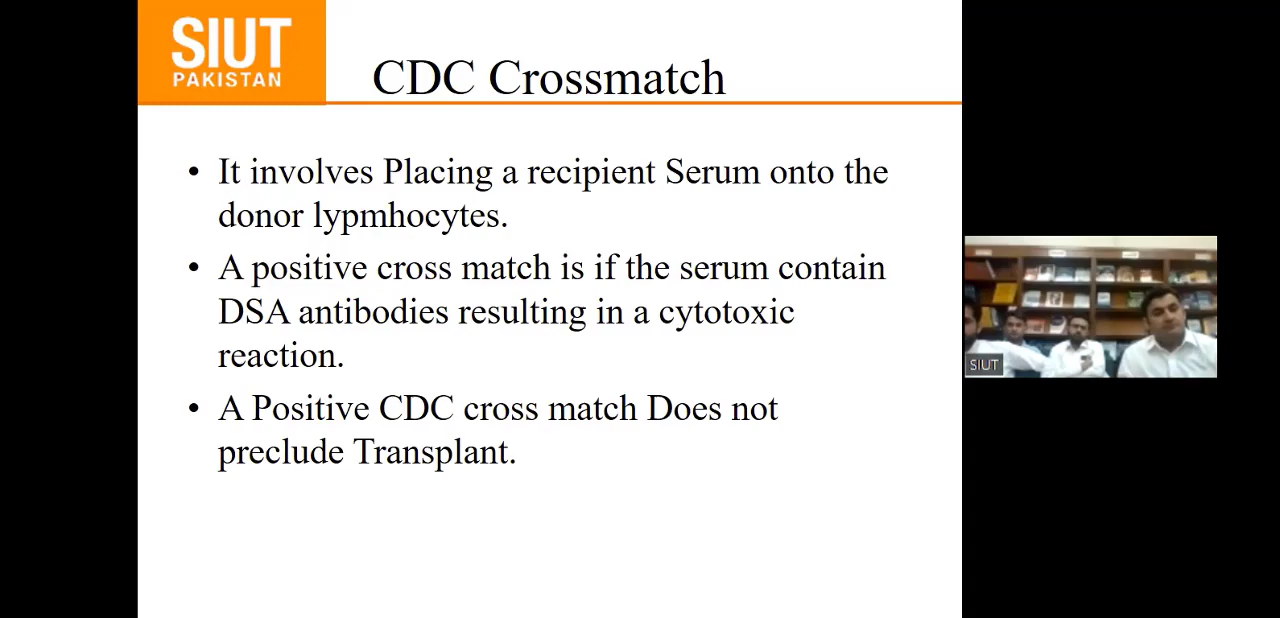 SIUT
PAKISTAN
CDC Crossmatch
• It involves Placing a recipient Serum onto the
donor lypmhocytes.
• A positive cross match is if the serum contain
DSA antibodies resulting in a cytotoxic
reaction.
• A Positive CDC cross match Does not
preclude Transplant.
SIUT